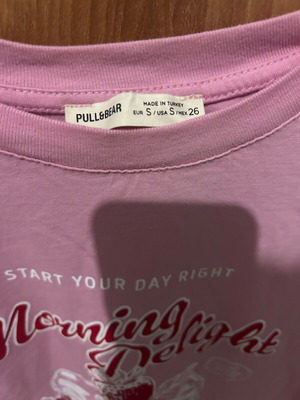 PULL&BEAR
MADE IN TURKEY
EUR S / USA S / MEX 26
START YOUR DAY RIGHT
Morning
Delight